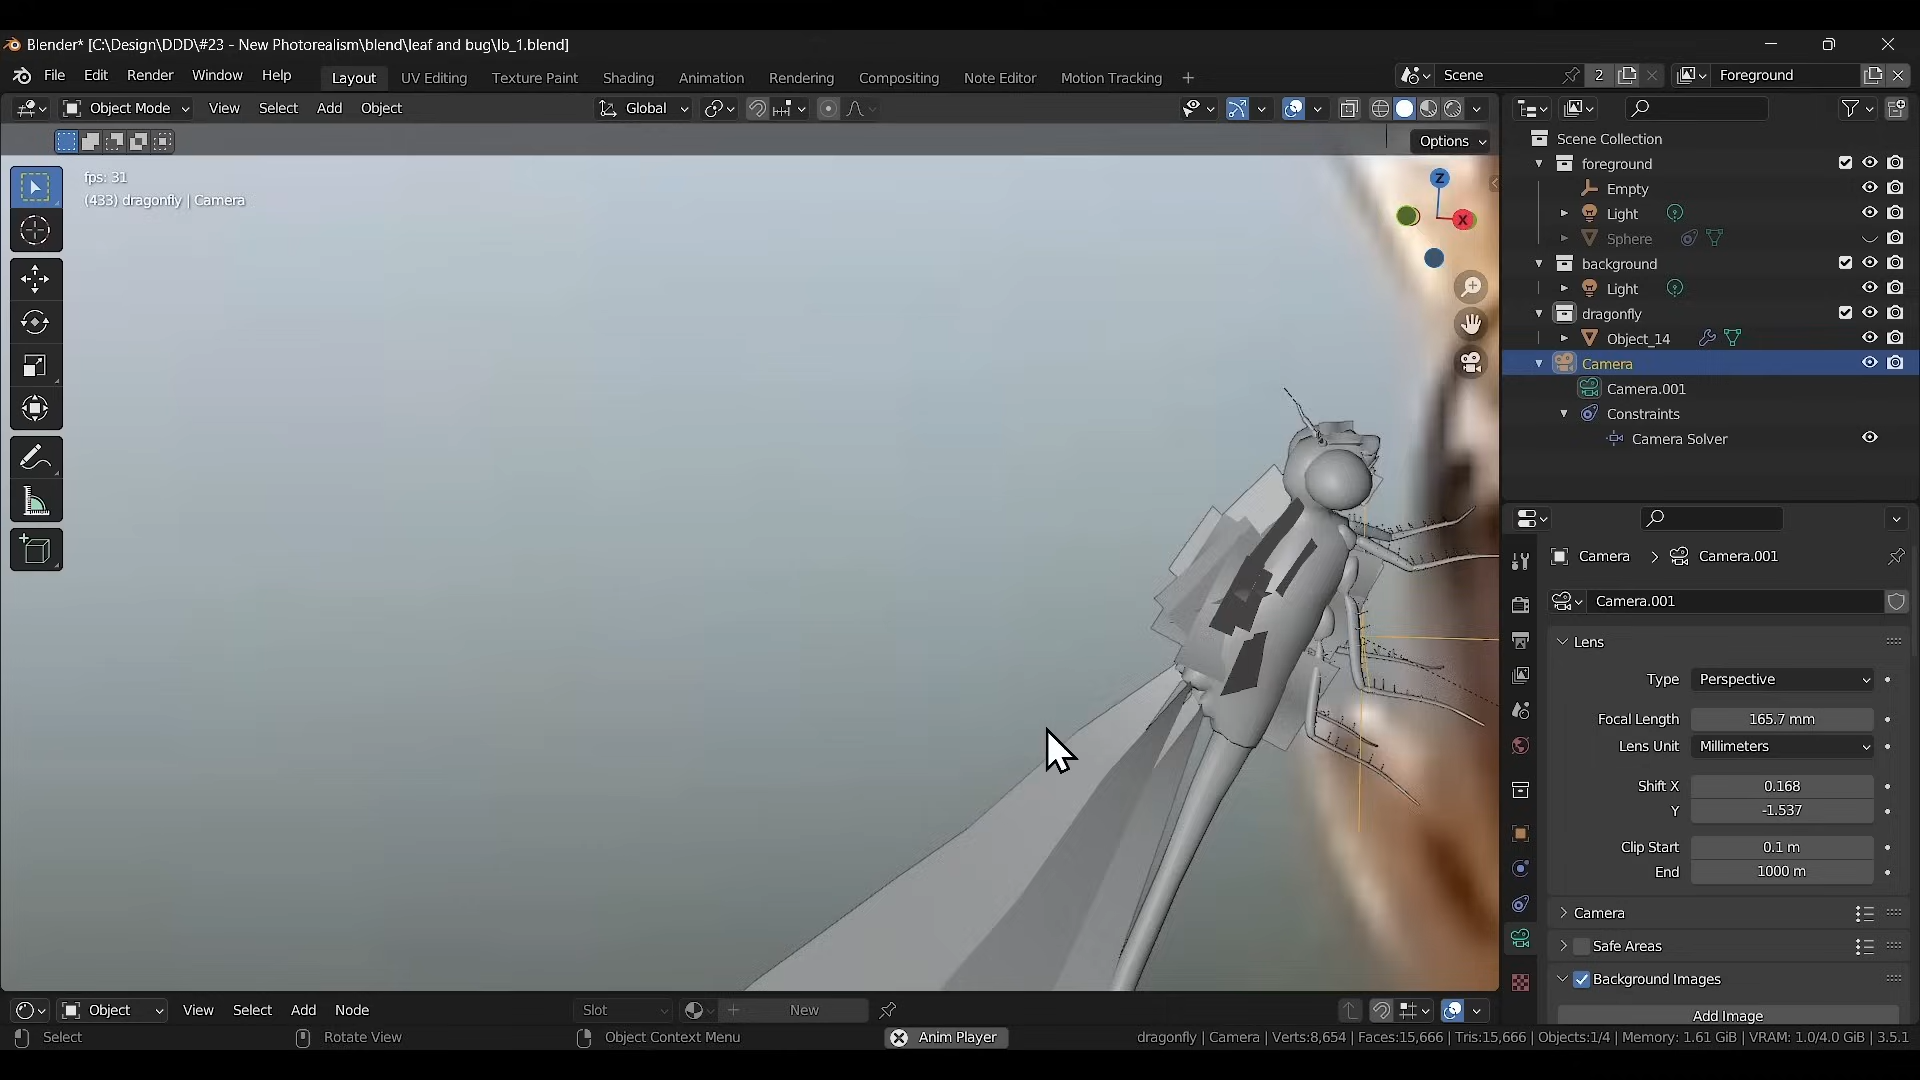 Blender* [C:\Design\DDD\#23 - New Photorealism\blend\leaf and bug\lb_1.blend]
File Edit Render Window Help
Layout UV Editing Texture Paint Shading Animation Rendering Compositing Note Editor Motion Tracking +
Scene 2 Foreground
Object Mode View Select Add Object
Global
Options
fps: 31
(433) dragonfly | Camera
Z
X
Scene Collection
foreground
Empty
Light
Sphere
background
Light
dragonfly
Object_14
Camera
Camera.001
Constraints
Camera Solver
Camera > Camera.001
Camera.001
Lens
Type Perspective
Focal Length 165.7 mm
Lens Unit Millimeters
Shift X 0.168
Y -1.537
Clip Start 0.1 m
End 1000 m
Camera
Safe Areas
Background Images
Add Image
Object View Select Add Node
Slot New
Select Rotate View Object Context Menu
Anim Player
dragonfly | Camera | Verts:8,654 | Faces:15,666 | Tris:15,666 | Objects:1/4 | Memory: 1.61 GiB | VRAM: 1.0/4.0 GiB | 3.5.1